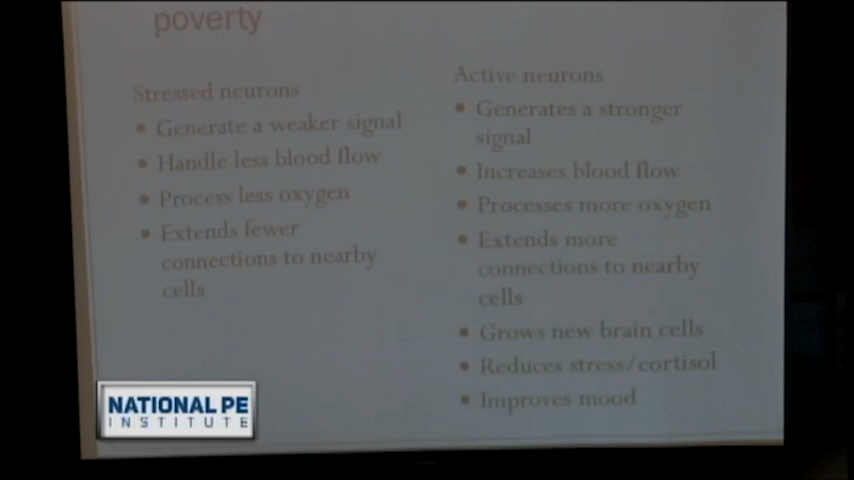 poverty
Stressed neurons
• Generate a weaker signal
• Handle less blood flow
• Process less oxygen
• Extends fewer
connections to nearby
cells
Active neurons
• Generates a stronger
signal
• Increases blood flow
• Processes more oxygen
• Extends more
connections to nearby
cells
• Grows new brain cells
• Reduces stress/cortisol
• Improves mood
NATIONAL PE
INSTITUTE